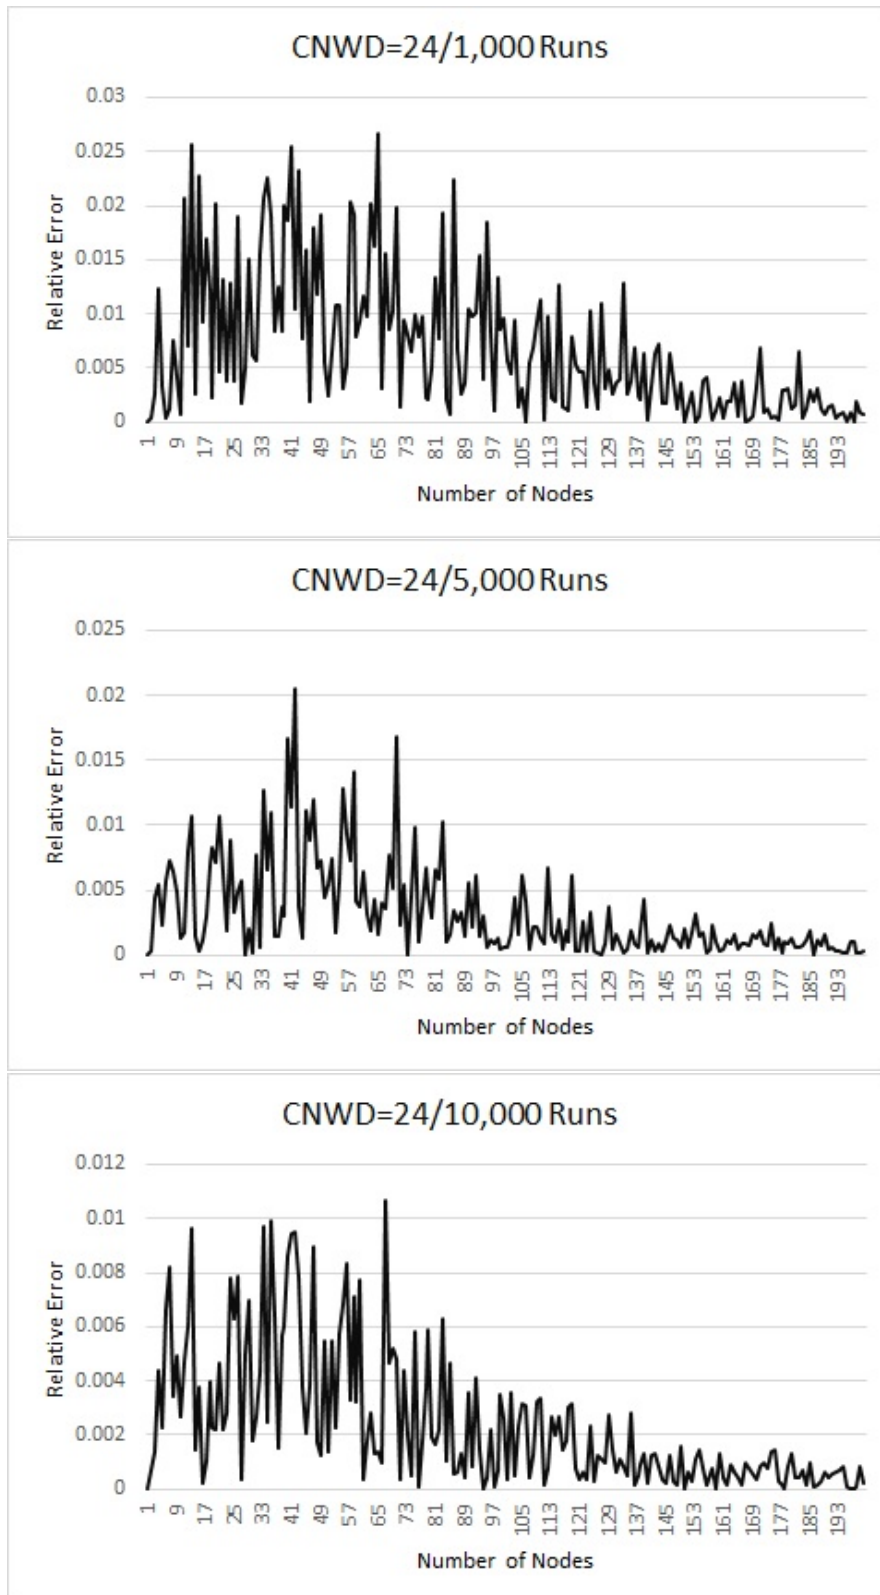 CNWD=24/1,000 Runs
0.03
0.025
0.02
0.015
0.01
0.005
0
Relative Error
1 9 17 25 33 41 49 57 65 73 81 89 97 105 113 121 129 137 145 153 161 169 177 185 193
Number of Nodes
CNWD=24/5,000 Runs
0.025
0.02
0.015
0.01
0.005
0
Relative Error
1 9 17 25 33 41 49 57 65 73 81 89 97 105 113 121 129 137 145 153 161 169 177 185 193
Number of Nodes
CNWD=24/10,000 Runs
0.012
0.01
0.008
0.006
0.004
0.002
0
Relative Error
1 9 17 25 33 41 49 57 65 73 81 89 97 105 113 121 129 137 145 153 161 169 177 185 193
Number of Nodes